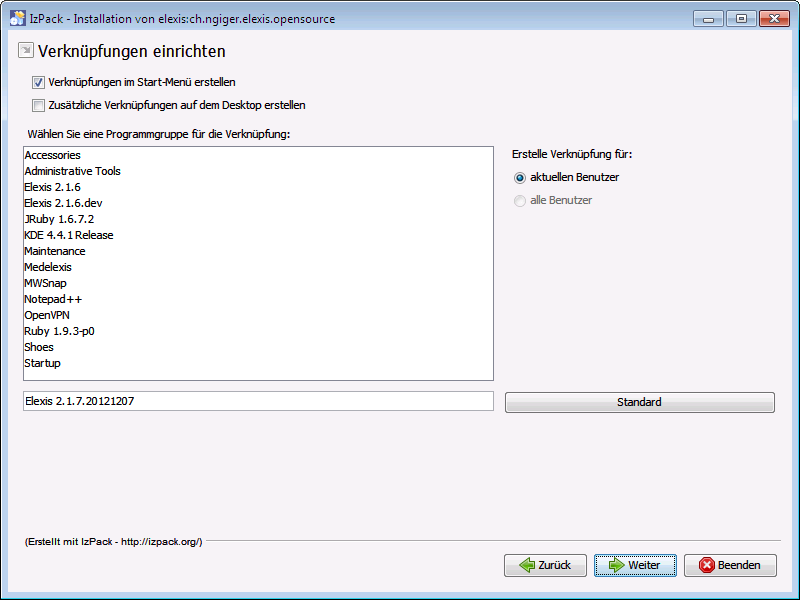 IzPack - Installation von elexis:ch.ngiger.elexis.opensource
Verknüpfungen einrichten
Verknüpfungen im Start-Menü erstellen
Zusätzliche Verknüpfungen auf dem Desktop erstellen
Wählen Sie eine Programmgruppe für die Verknüpfung:
Accessories
Administrative Tools
Elexis 2.1.6
Elexis 2.1.6.dev
JRuby 1.6.7.2
KDE 4.4.1 Release
Maintenance
Medelexis
MWSnap
Notepad++
OpenVPN
Ruby 1.9.3-p0
Shoes
Startup
Erstelle Verknüpfung für:
aktuellen Benutzer
alle Benutzer
Elexis 2.1.7.20121207
Standard
(Erstellt mit IzPack - http://izpack.org/)
Zurück
Weiter
Beenden